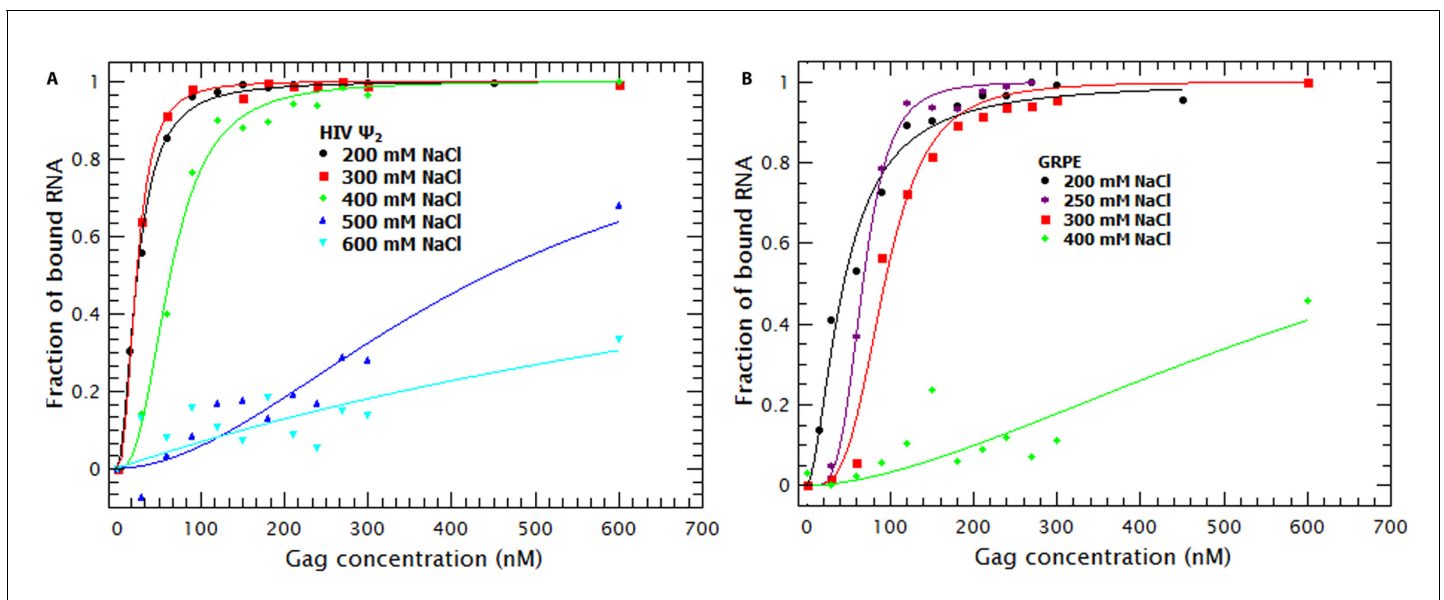 A
1
0.8
0.6
0.4
0.2
0
Fraction of bound RNA
HIV Ψ2
200 mM NaCl
300 mM NaCl
400 mM NaCl
500 mM NaCl
600 mM NaCl
0 100 200 300 400 500 600 700
Gag concentration (nM)
B
1
0.8
0.6
0.4
0.2
0
Fraction of bound RNA
GRPE
200 mM NaCl
250 mM NaCl
300 mM NaCl
400 mM NaCl
0 100 200 300 400 500 600 700
Gag concentration (nM)